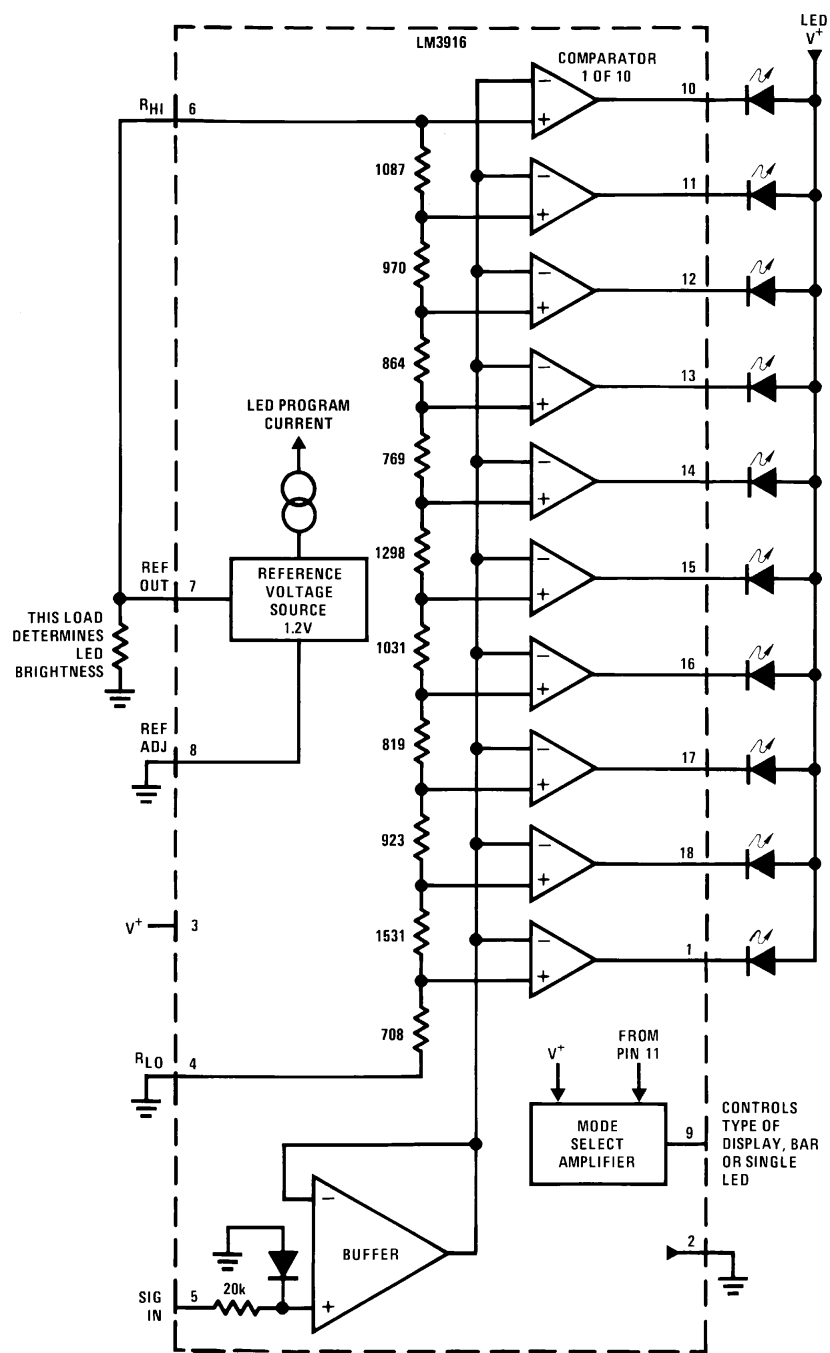 LED
V+
LM3916
COMPARATOR
1 OF 10
RHI
6
10
1087
11
970
12
864
13
LED PROGRAM
CURRENT
769
14
1298
15
REF
OUT
7
REFERENCE
VOLTAGE
SOURCE
1.2V
THIS LOAD
DETERMINES
LED
BRIGHTNESS
1031
16
REF
ADJ
8
819
17
923
18
V+
3
1531
1
708
RLO
4
V+
FROM
PIN 11
MODE
SELECT
AMPLIFIER
9
CONTROLS
TYPE OF
DISPLAY, BAR
OR SINGLE
LED
BUFFER
2
20k
SIG
IN
5